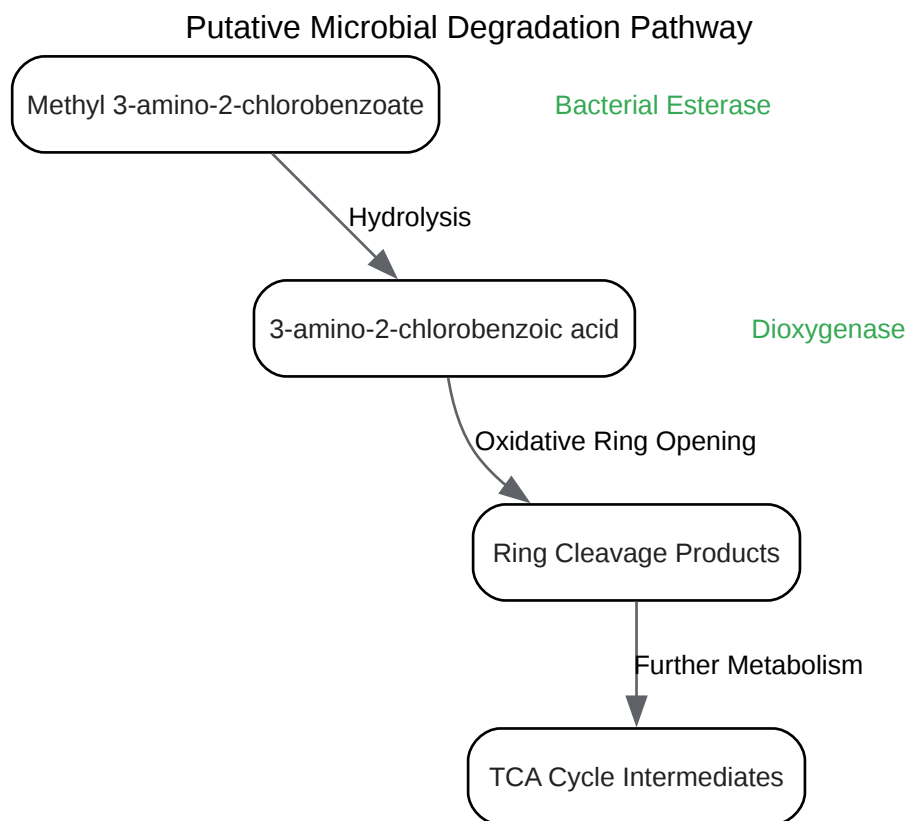 Putative Microbial Degradation Pathway
Methyl 3-amino-2-chlorobenzoate
Bacterial Esterase
Hydrolysis
3-amino-2-chlorobenzoic acid
Dioxygenase
Oxidative Ring Opening
Ring Cleavage Products
Further Metabolism
TCA Cycle Intermediates